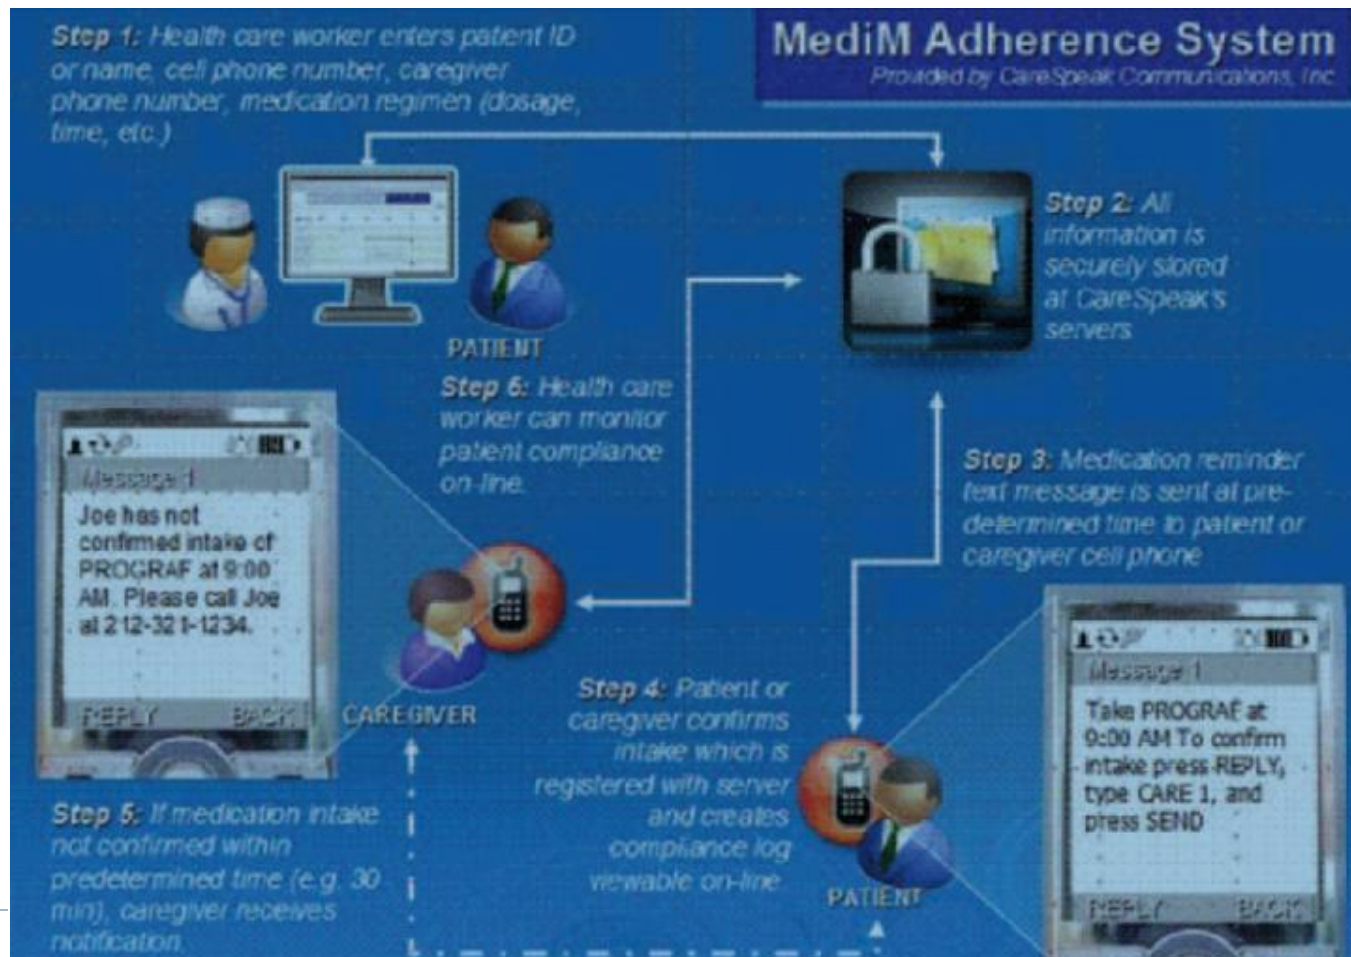 Step 1: Health care worker enters patient ID
or name, cell phone number, caregiver
phone number, medication regimen (dosage,
time, etc.)
MediM Adherence System
Provided by CareSpeak Communications, Inc
PATIENT
Step 2: All
information is
securely stored
at CareSpeak's
servers
Step 6: Health care
worker can monitor
patient compliance
on-line.
Message 1
Joe has not
confirmed intake of
PROGRAF at 9:00
AM. Please call Joe
at 212-321-1234.
REPLY BACK
CAREGIVER
Step 3: Medication reminder
text message is sent at pre-
determined time to patient or
caregiver cell phone
Step 4: Patient or
caregiver confirms
intake which is
registered with server
and creates
compliance log
viewable on-line.
PATIENT
Message 1
Take PROGRAF at
9:00 AM To confirm
intake press REPLY,
type CARE 1, and
press SEND
REPLY BACK
Step 5: If medication intake
not confirmed within
predetermined time (e.g. 30
min), caregiver receives
notification.